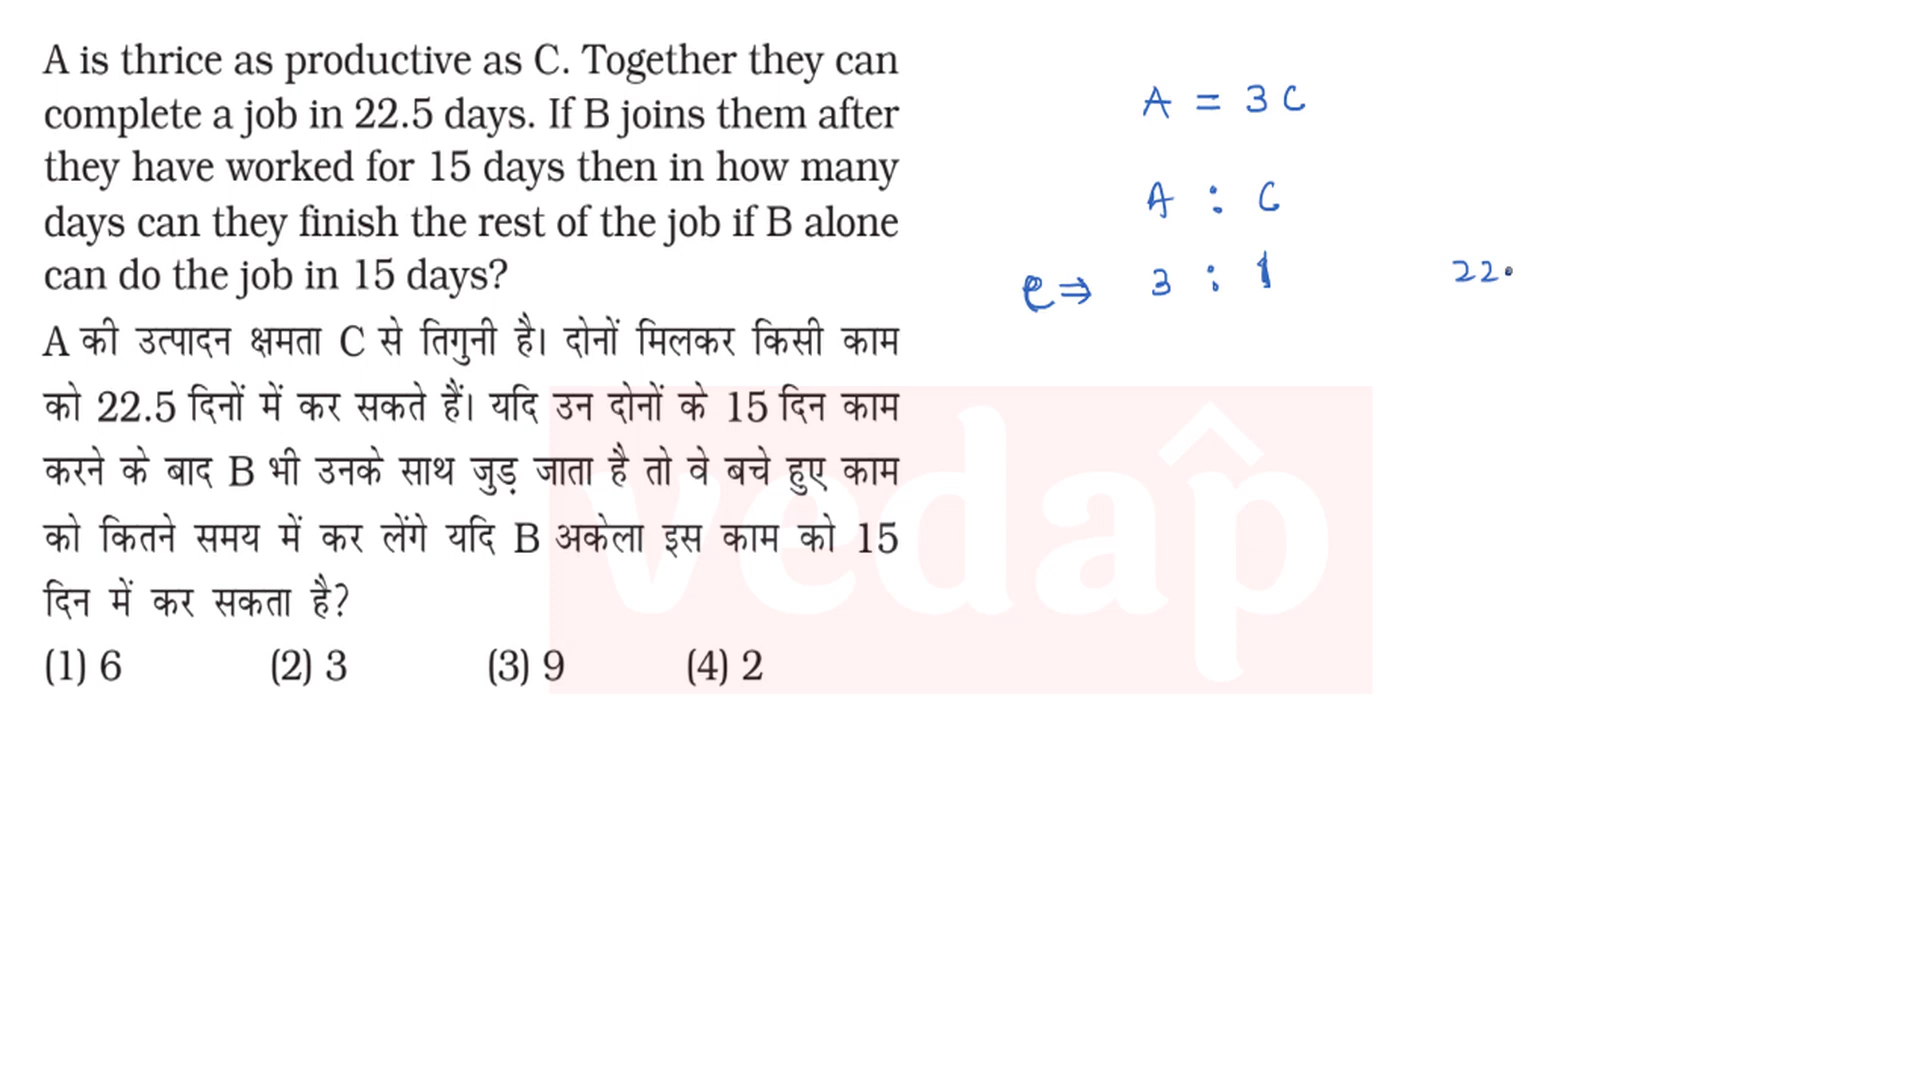 A is thrice as productive as C. Together they can
complete a job in 22.5 days. If B joins them after
they have worked for 15 days then in how many
days can they finish the rest of the job if B alone
can do the job in 15 days?
A की उत्पादन क्षमता C से तिगुनी है। दोनों मिलकर किसी काम
को 22.5 दिनों में कर सकते हैं। यदि उन दोनों के 15 दिन काम
करने के बाद B भी उनके साथ जुड़ जाता है तो वे बचे हुए काम
को कितने समय में कर लेंगे यदि B अकेला इस काम को 15
दिन में कर सकता है?
(1) 6 (2) 3 (3) 9 (4) 2
A = 3 C
A : C
e ⇒ 3 : 1 22.
vedap